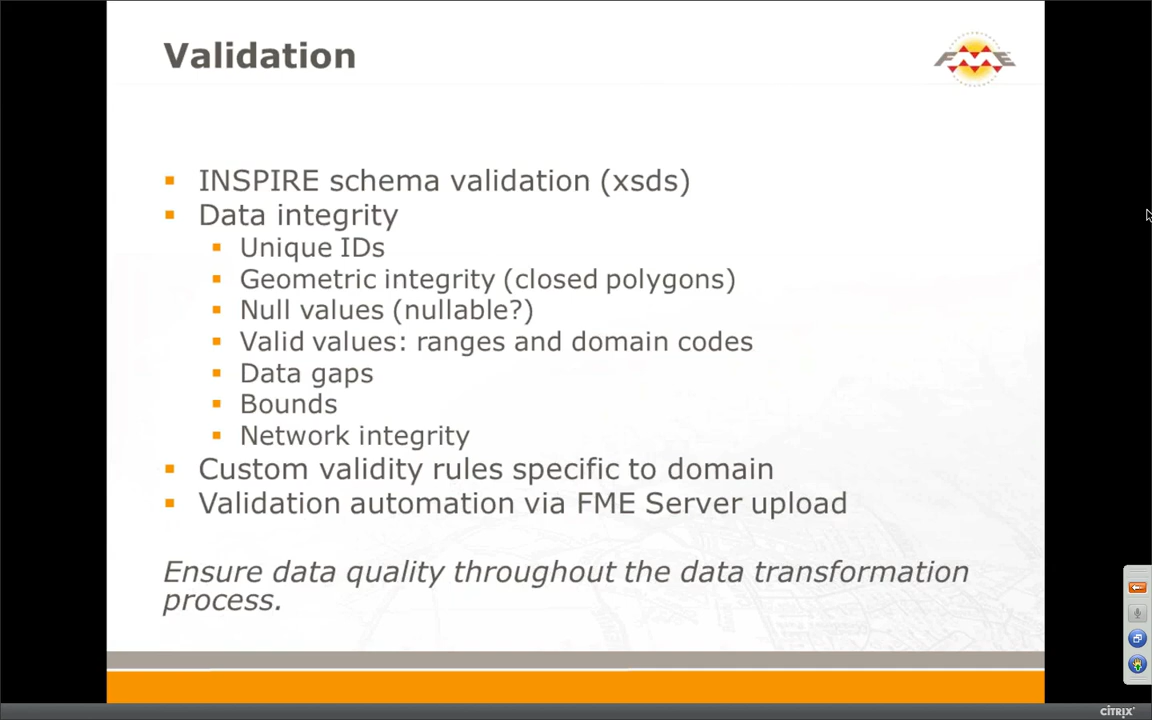 Validation
FME
INSPIRE schema validation (xsds)
Data integrity
Unique IDs
Geometric integrity (closed polygons)
Null values (nullable?)
Valid values: ranges and domain codes
Data gaps
Bounds
Network integrity
Custom validity rules specific to domain
Validation automation via FME Server upload
Ensure data quality throughout the data transformation
process.
CITRIX